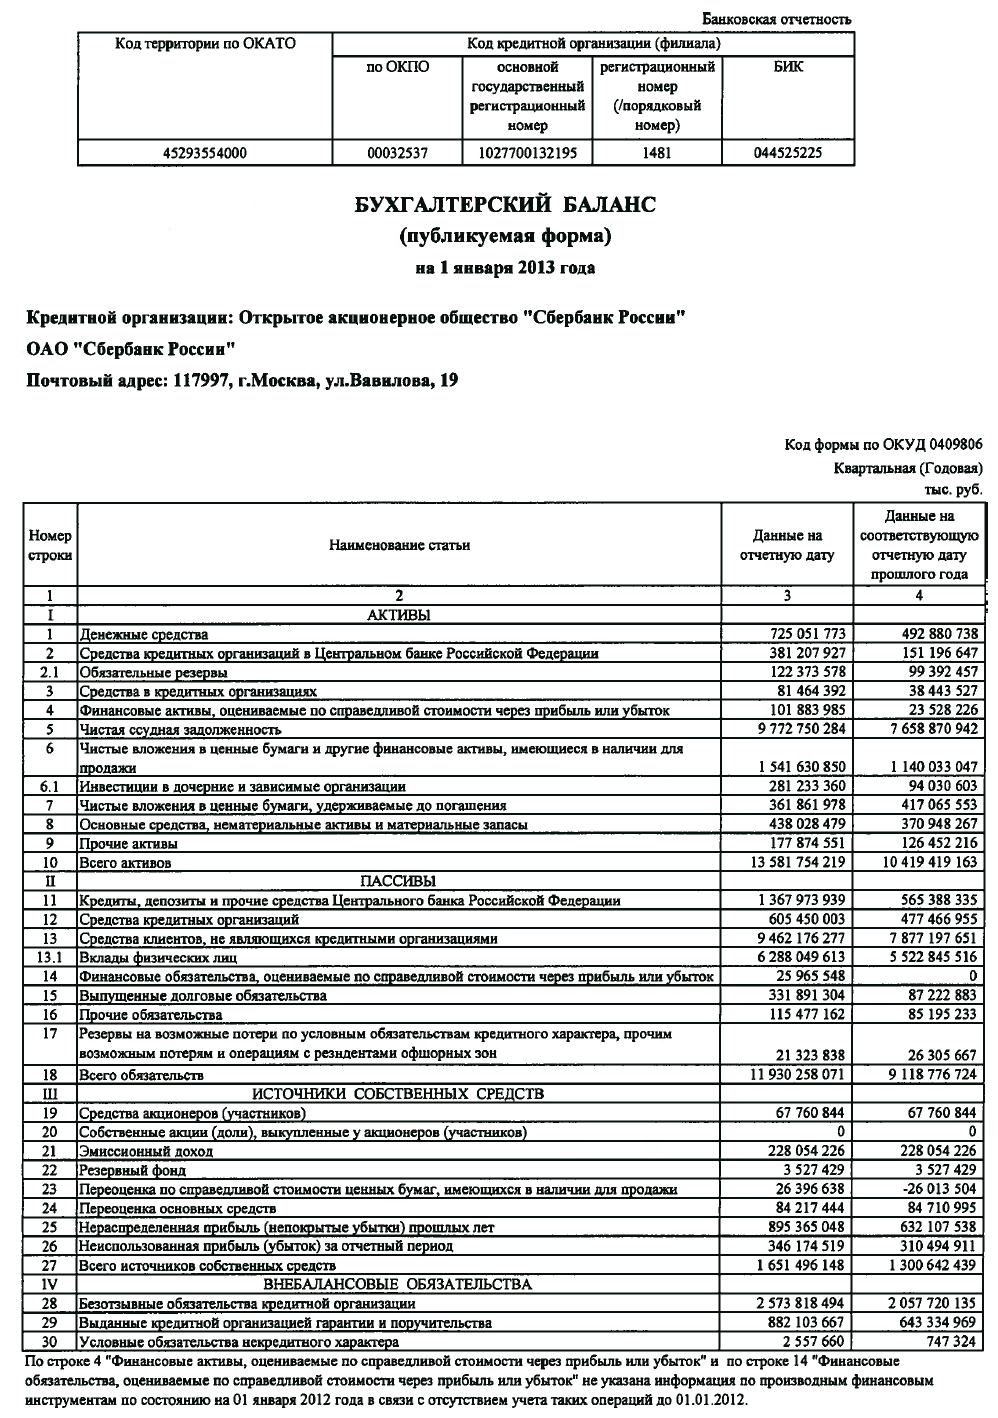 Банковская отчетность
Код территории по ОКАТО Код кредитной организации (филиала)
по ОКПО основной государственный регистрационный номер регистрационный номер (/порядковый номер) БИК
45293554000 00032537 1027700132195 1481 044525225
БУХГАЛТЕРСКИЙ БАЛАНС
(публикуемая форма)
на 1 января 2013 года
Кредитной организации: Открытое акционерное общество "Сбербанк России"
ОАО "Сбербанк России"
Почтовый адрес: 117997, г.Москва, ул.Вавилова, 19
Код формы по ОКУД 0409806
Квартальная (Годовая)
тыс. руб.
Номер строки Наименование статьи Данные на отчетную дату Данные на соответствующую отчетную дату прошлого года
1 2 3 4
I АКТИВЫ
1 Денежные средства 725 051 773 492 880 738
2 Средства кредитных организаций в Центральном банке Российской Федерации 381 207 927 151 196 647
2.1 Обязательные резервы 122 373 578 99 392 457
3 Средства в кредитных организациях 81 464 392 38 443 527
4 Финансовые активы, оцениваемые по справедливой стоимости через прибыль или убыток 101 883 985 23 528 226
5 Чистая ссудная задолженность 9 772 750 284 7 658 870 942
6 Чистые вложения в ценные бумаги и другие финансовые активы, имеющиеся в наличии для
продажи 1 541 630 850 1 140 033 047
6.1 Инвестиции в дочерние и зависимые организации 281 233 360 94 030 603
7 Чистые вложения в ценные бумаги, удерживаемые до погашения 361 861 978 417 065 553
8 Основные средства, нематериальные активы и материальные запасы 438 028 479 370 948 267
9 Прочие активы 177 874 551 126 452 216
10 Всего активов 13 581 754 219 10 419 419 163
II ПАССИВЫ
11 Кредиты, депозиты и прочие средства Центрального банка Российской Федерации 1 367 973 939 565 388 335
12 Средства кредитных организаций 605 450 003 477 466 955
13 Средства клиентов, не являющихся кредитными организациями 9 462 176 277 7 877 197 651
13.1 Вклады физических лиц 6 288 049 613 5 522 845 516
14 Финансовые обязательства, оцениваемые по справедливой стоимости через прибыль или убыток 25 965 548 0
15 Выпущенные долговые обязательства 331 891 304 87 222 883
16 Прочие обязательства 115 477 162 85 195 233
17 Резервы на возможные потери по условным обязательствам кредитного характера, прочим
возможным потерям и операциям с резидентами офшорных зон 21 323 838 26 305 667
18 Всего обязательств 11 930 258 071 9 118 776 724
III ИСТОЧНИКИ СОБСТВЕННЫХ СРЕДСТВ
19 Средства акционеров (участников) 67 760 844 67 760 844
20 Собственные акции (доли), выкупленные у акционеров (участников) 0 0
21 Эмиссионный доход 228 054 226 228 054 226
22 Резервный фонд 3 527 429 3 527 429
23 Переоценка по справедливой стоимости ценных бумаг, имеющихся в наличии для продажи 26 396 638 -26 013 504
24 Переоценка основных средств 84 217 444 84 710 995
25 Нераспределенная прибыль (непокрытые убытки) прошлых лет 895 365 048 632 107 538
26 Неиспользованная прибыль (убыток) за отчетный период 346 174 519 310 494 911
27 Всего источников собственных средств 1 651 496 148 1 300 642 439
IV ВНЕБАЛАНСОВЫЕ ОБЯЗАТЕЛЬСТВА
28 Безотзывные обязательства кредитной организации 2 573 818 494 2 057 720 135
29 Выданные кредитной организацией гарантии и поручительства 882 103 667 643 334 969
30 Условные обязательства некредитного характера 2 557 660 747 324
По строке 4 "Финансовые активы, оцениваемые по справедливой стоимости через прибыль или убыток" и по строке 14 "Финансовые
обязательства, оцениваемые по справедливой стоимости через прибыль или убыток" не указана информация по производным финансовым
инструментам по состоянию на 01 января 2012 года в связи с отсутствием учета таких операций до 01.01.2012.